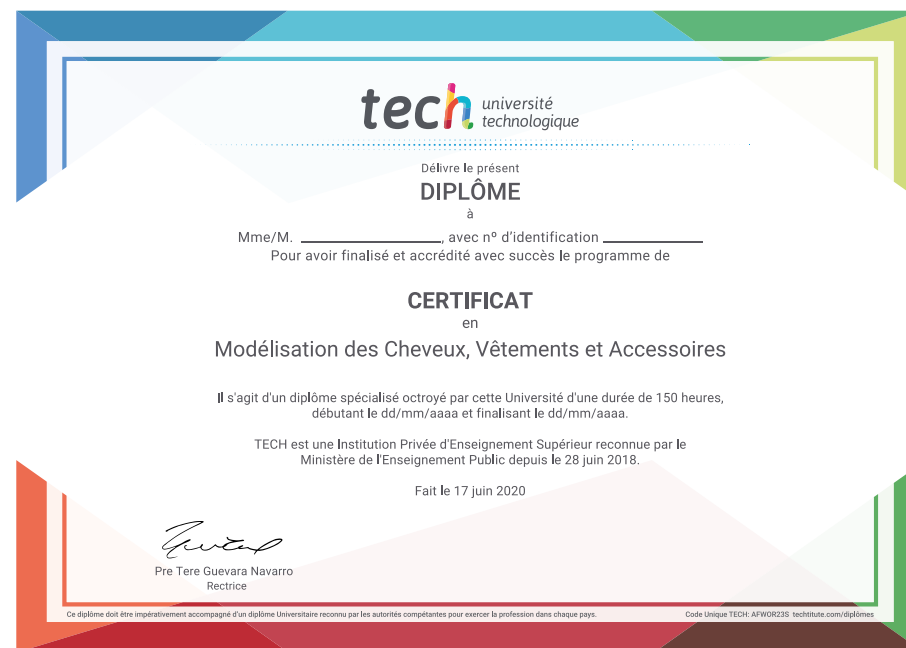 tech université
technologique
Délivre le présent
DIPLÔME
à
Mme/M. ____________________, avec nº d'identification ______________
Pour avoir finalisé et accrédité avec succès le programme de
CERTIFICAT
en
Modélisation des Cheveux, Vêtements et Accessoires
Il s'agit d'un diplôme spécialisé octroyé par cette Université d'une durée de 150 heures,
débutant le dd/mm/aaaa et finalisant le dd/mm/aaaa.
TECH est une Institution Privée d'Enseignement Supérieur reconnue par le
Ministère de l'Enseignement Public depuis le 28 juin 2018.
Fait le 17 juin 2020
Pre Tere Guevara Navarro
Rectrice
Ce diplôme doit être impérativement accompagné d'un diplôme Universitaire reconnu par les autorités compétantes pour exercer la profession dans chaque pays.
Code Unique TECH: AFWOR23S techtitute.com/diplômes